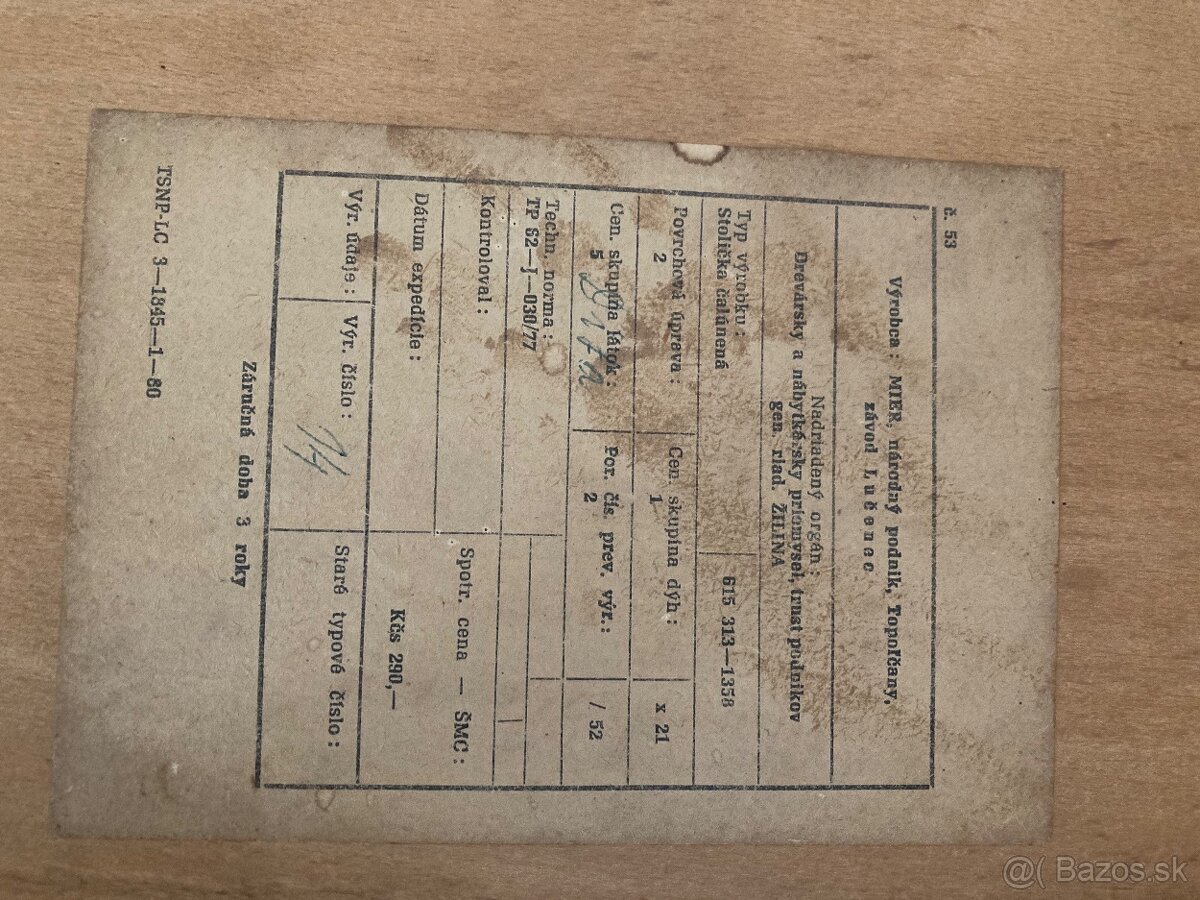 č. 53
Výrobca : MIER, národný podnik, Topoľčany,
závod Lučenec
Nadriadený orgán :
Drevársky a nábytkársky priemysel, trust podnikov
gen. riad. ŽILINA
Typ výrobku :
Stolička čalúnená
615 313—1358
Povrchová úprava :
2
Cen. skupina dýh :
1
x 21
Cen. skupina látok :
5
Por. čís. prev. výr. :
2
/ 52
Techn. norma :
TP 62—J—030/77
Kontroloval :
Dátum expedície :
Spotr. cena — ŠMC :
Kčs 290,—
Výr. údaje :
Výr. číslo :
14
Staré typové číslo :
Záručná doba 3 roky
TSNP-LC 3—1845—1—80
@( Bazos.sk